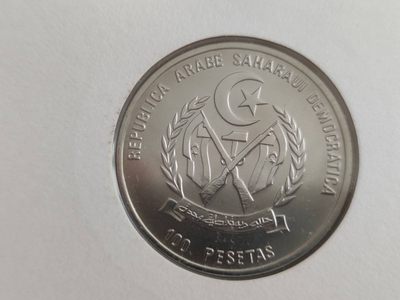 REPUBLICA ARABE SAHARAUI DEMOCRATICA
100 PESETAS